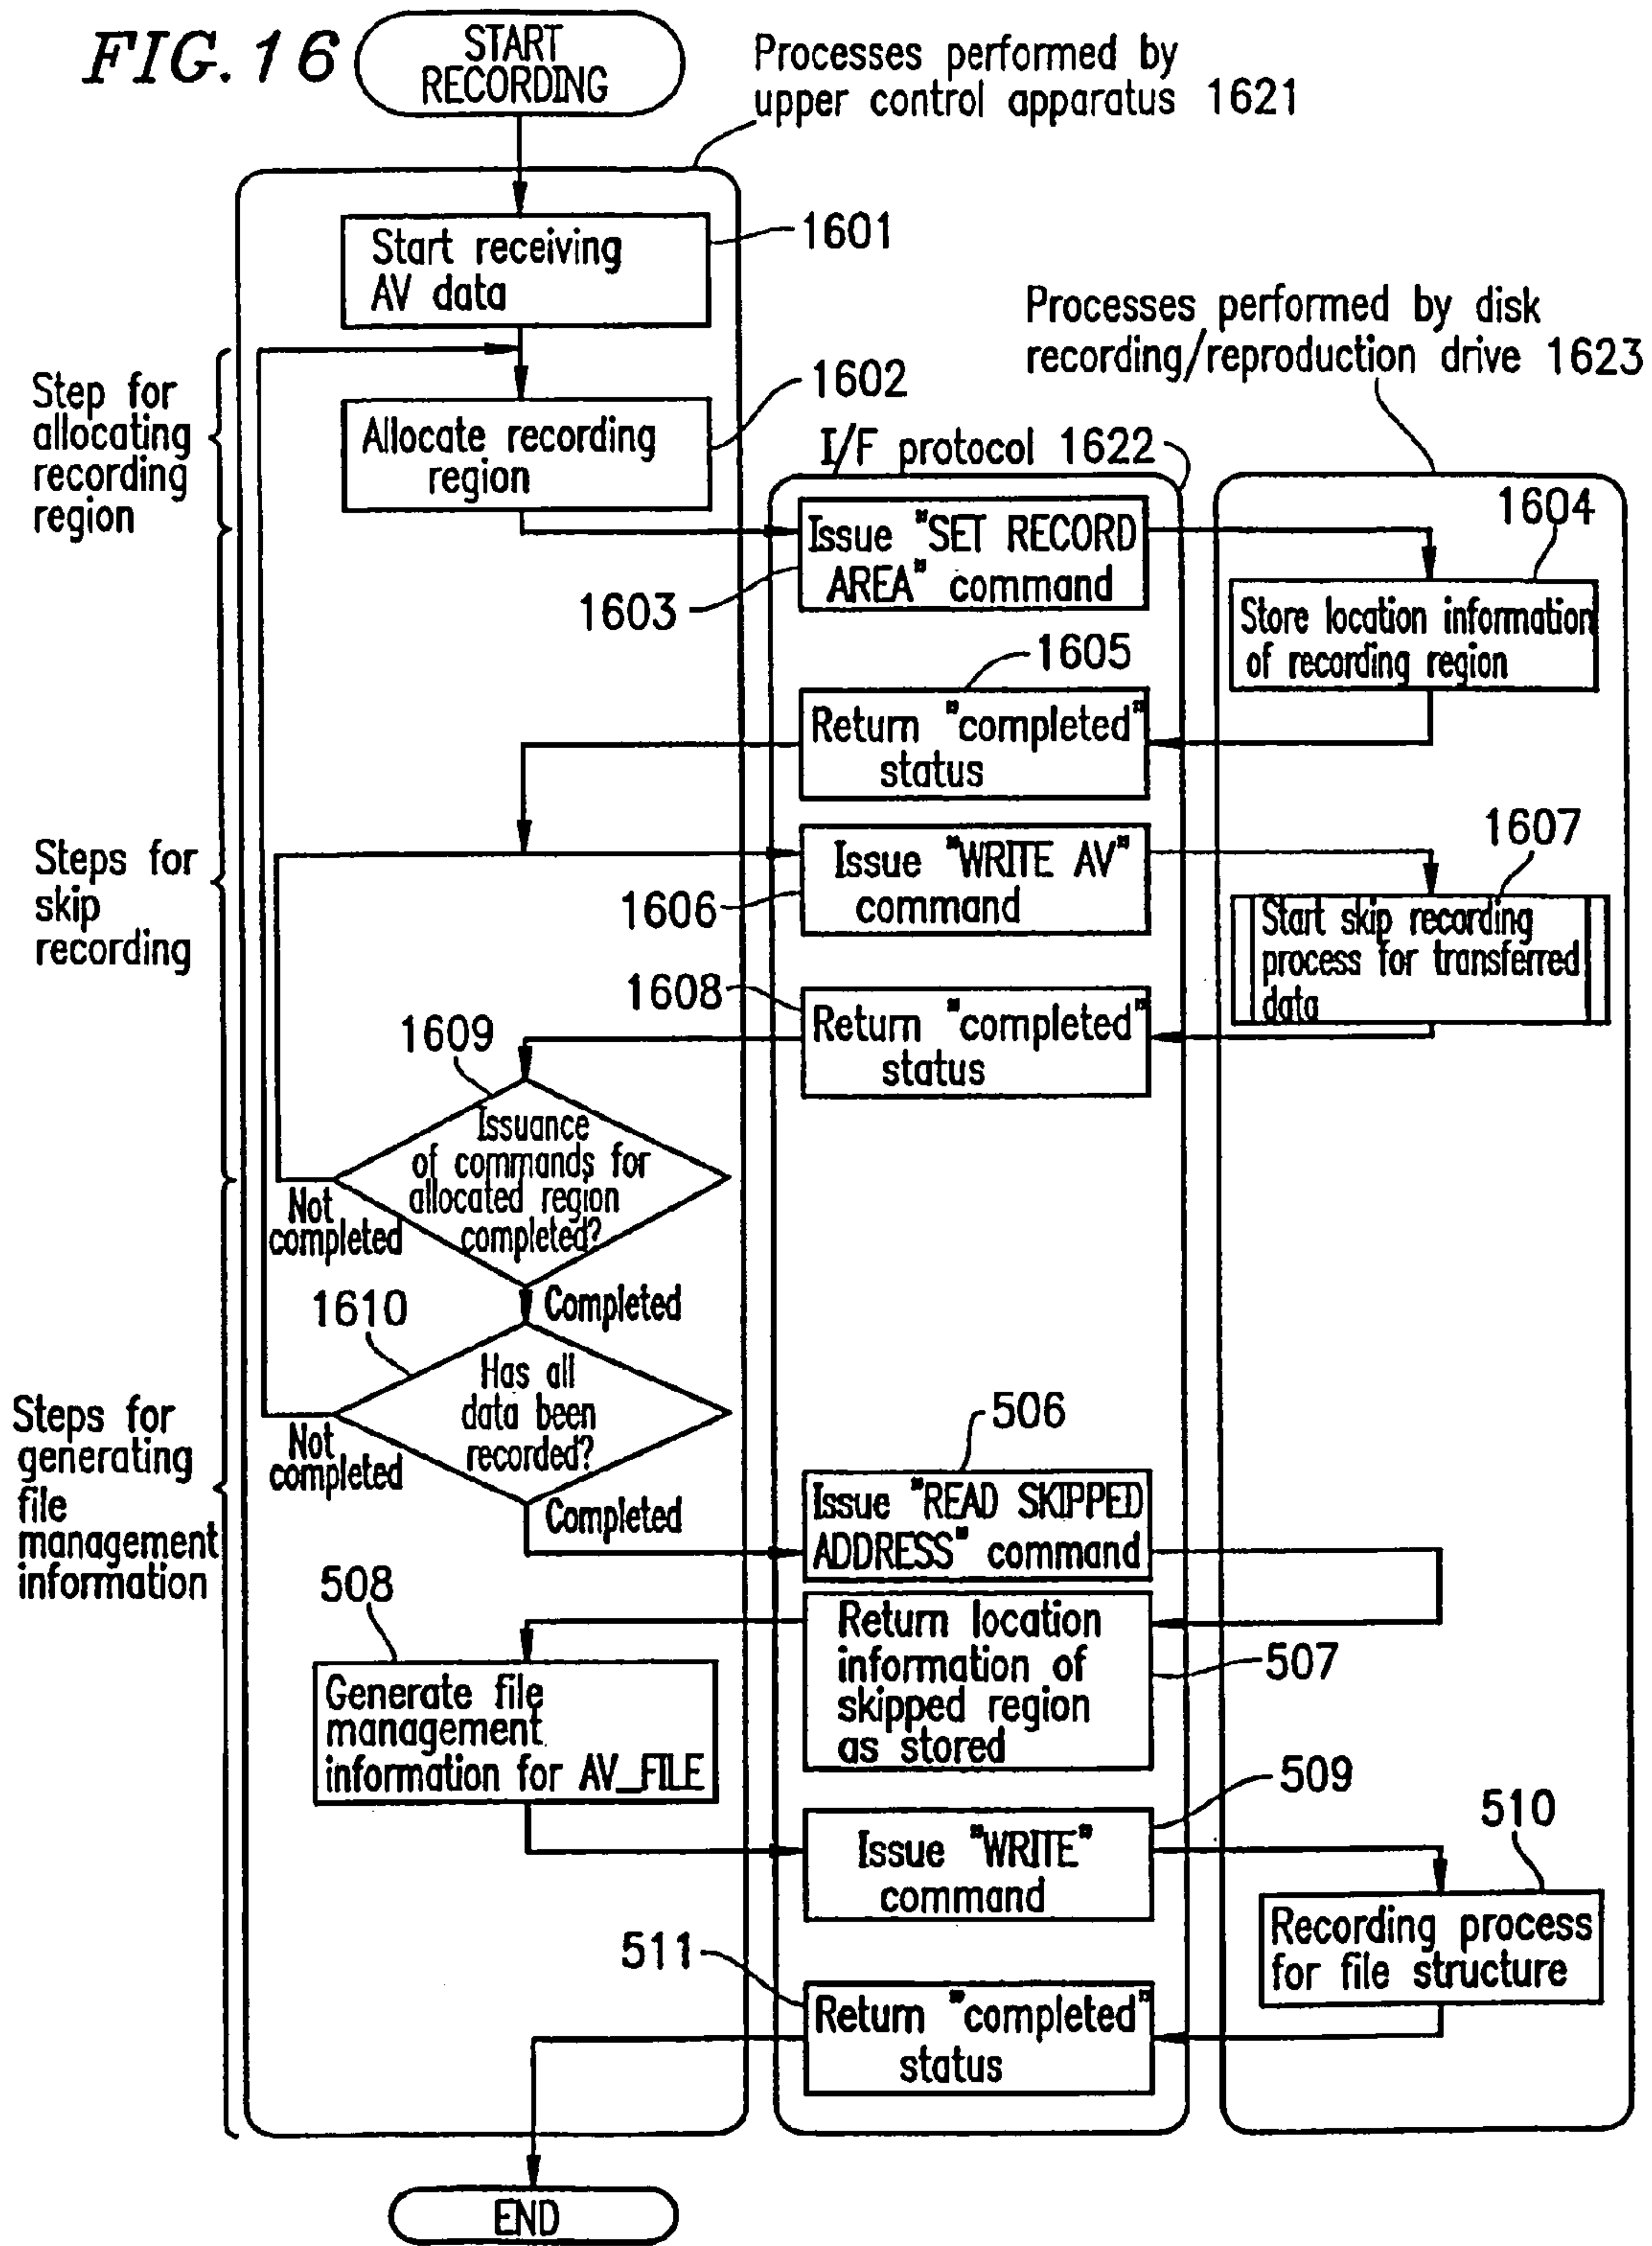 FIG.16
START
RECORDING
Processes performed by
upper control apparatus 1621
Start receiving
AV data
1601
Processes performed by disk
recording/reproduction drive 1623
Step for
allocating
recording
region
Allocate recording
region
1602
I/F protocol 1622
Issue "SET RECORD
AREA" command
1603
1604
Store location information
of recording region
1605
Return "completed"
status
Steps for
skip
recording
Issue "WRITE AV"
command
1606
1607
Start skip recording
process for transferred
data
1608
Return "completed"
status
1609
Issuance
of commands for
allocated region
completed?
Not
completed
Completed
1610
Has all
data been
recorded?
Not
completed
Completed
Steps for
generating
file
management
information
506
Issue "READ SKIPPED
ADDRESS" command
Return location
information of
skipped region
as stored
507
508
Generate file
management
information for AV_FILE
509
Issue "WRITE"
command
510
Recording process
for file structure
511
Return "completed"
status
END